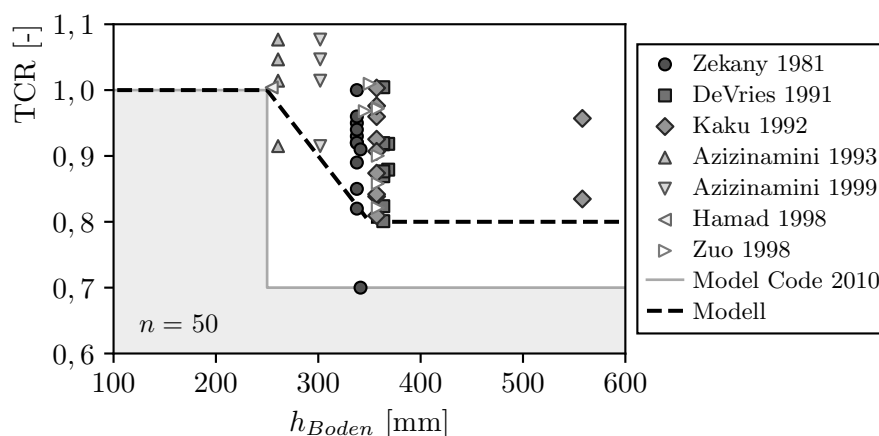 TCR [-]
1,1
1,0
0,9
0,8
0,7
0,6
n = 50
100 200 300 400 500 600
h_Boden [mm]
Zekany 1981
DeVries 1991
Kaku 1992
Azizinamini 1993
Azizinamini 1999
Hamad 1998
Zuo 1998
Model Code 2010
Modell